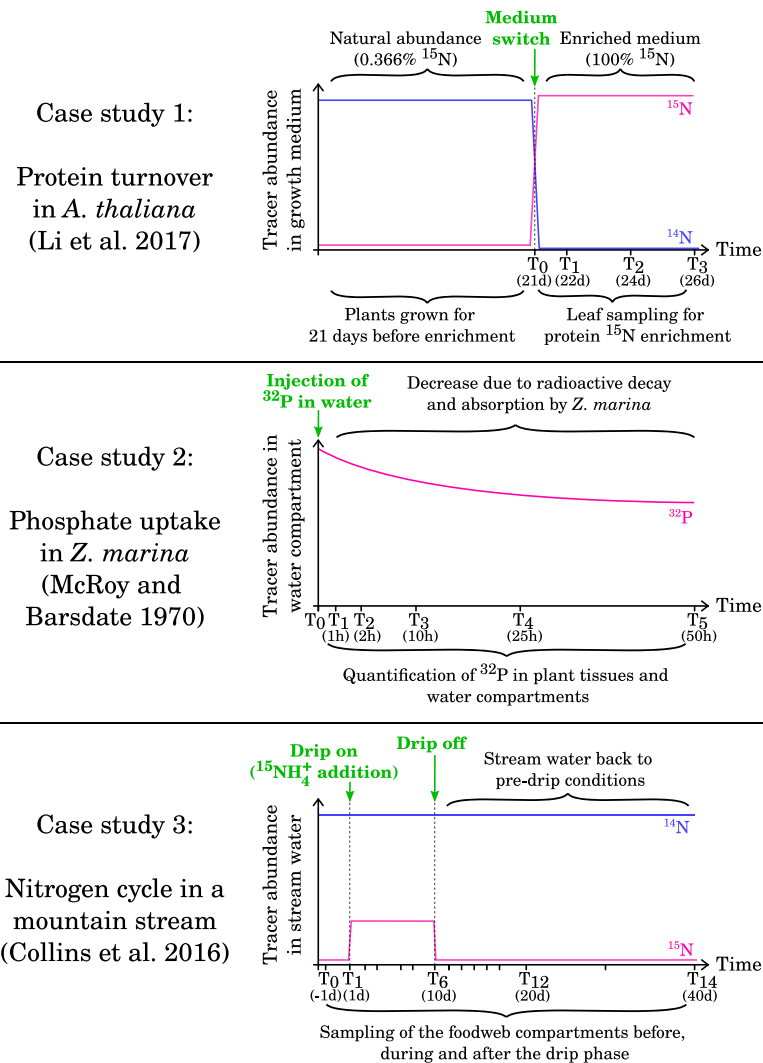 Case study 1:
Protein turnover
in A. thaliana
(Li et al. 2017)
Natural abundance
(0.366% ¹⁵N)
Medium
switch
Enriched medium
(100% ¹⁵N)
Tracer abundance
in growth medium
¹⁵N
¹⁴N
Time
T₀ T₁ T₂ T₃
(21d) (22d) (24d) (26d)
Plants grown for
21 days before enrichment
Leaf sampling for
protein ¹⁵N enrichment
Case study 2:
Phosphate uptake
in Z. marina
(McRoy and
Barsdate 1970)
Injection of
³²P in water
Decrease due to radioactive decay
and absorption by Z. marina
Tracer abundance in
water compartment
³²P
Time
T₀ T₁ T₂ T₃ T₄ T₅
(1h) (2h) (10h) (25h) (50h)
Quantification of ³²P in plant tissues and
water compartments
Case study 3:
Nitrogen cycle in a
mountain stream
(Collins et al. 2016)
Drip on
(¹⁵NH₄⁺ addition)
Drip off
Stream water back to
pre-drip conditions
Tracer abundance
in stream water
¹⁴N
¹⁵N
Time
T₀ T₁ T₆ T₁₂ T₁₄
(-1d) (1d) (10d) (20d) (40d)
Sampling of the foodweb compartments before,
during and after the drip phase